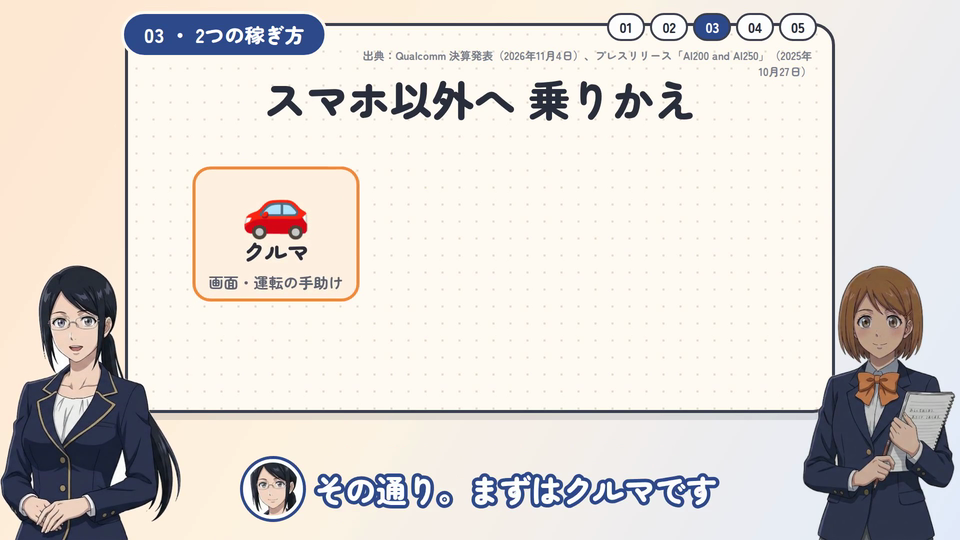 03 ・ 2つの稼ぎ方
01 02 03 04 05
出典：Qualcomm 決算発表（2026年11月4日）、プレスリリース「AI200 and AI250」（2025年
10月27日）
スマホ以外へ 乗りかえ
クルマ
画面・運転の手助け
その通り。まずはクルマです